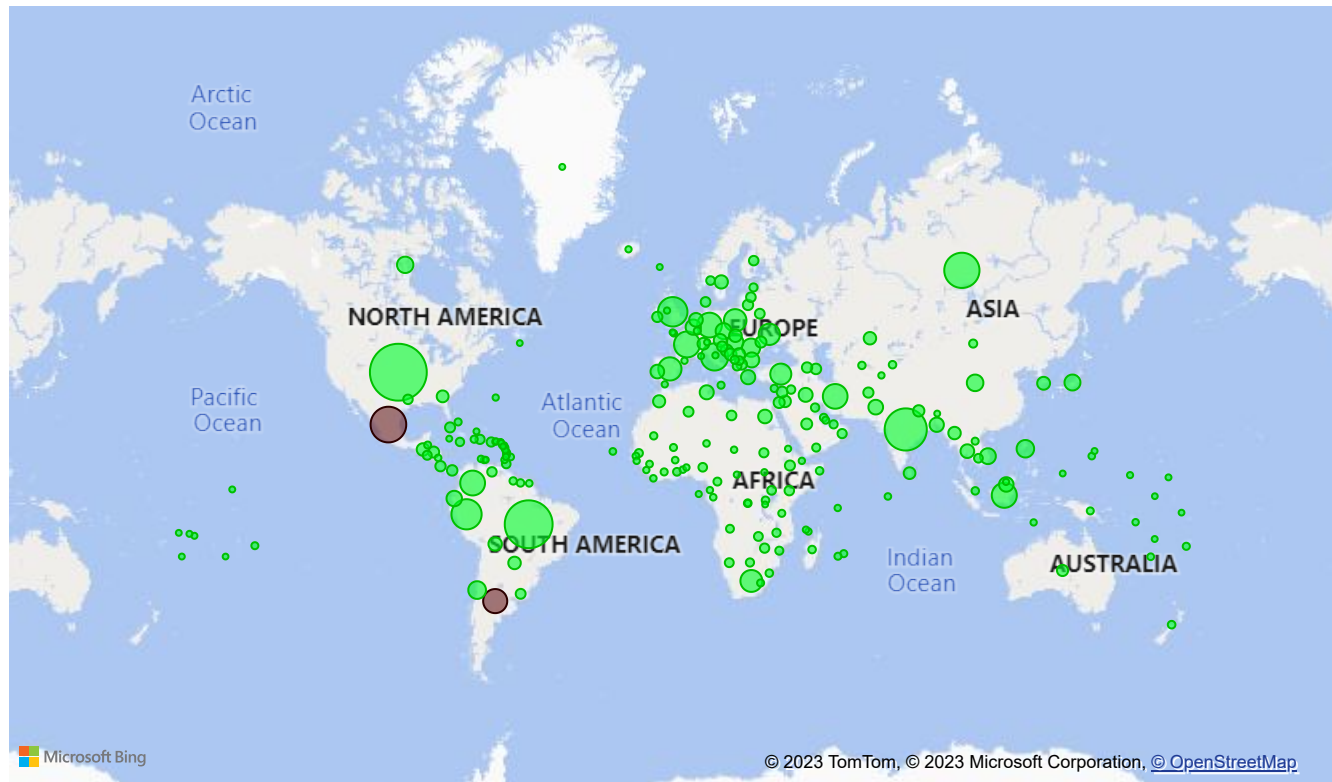 Arctic
Ocean
NORTH AMERICA
EUROPE
ASIA
Pacific
Ocean
Atlantic
Ocean
AFRICA
SOUTH AMERICA
Indian
Ocean
AUSTRALIA
Microsoft Bing
© 2023 TomTom, © 2023 Microsoft Corporation, © OpenStreetMap